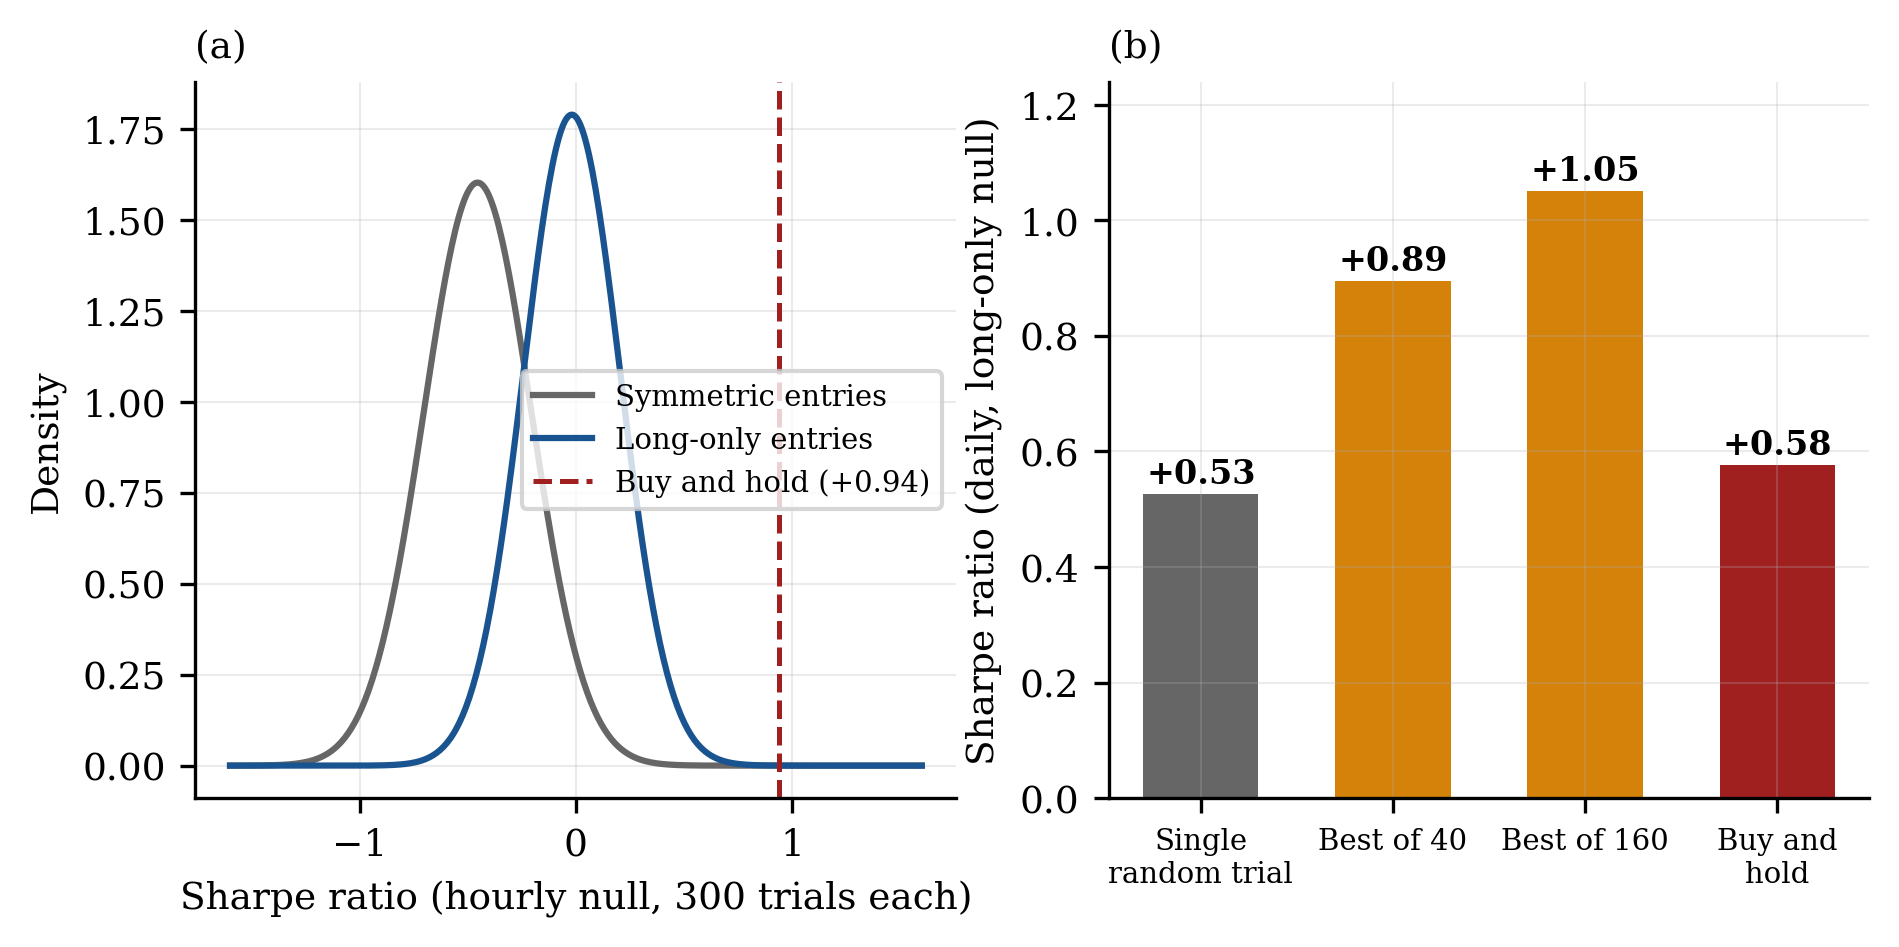 (a)
Density
1.75
1.50
1.25
1.00
0.75
0.50
0.25
0.00
−1
0
1
Sharpe ratio (hourly null, 300 trials each)
Symmetric entries
Long-only entries
Buy and hold (+0.94)
(b)
Sharpe ratio (daily, long-only null)
1.2
1.0
0.8
0.6
0.4
0.2
0.0
+0.53
+0.89
+1.05
+0.58
Single
random trial
Best of 40
Best of 160
Buy and
hold